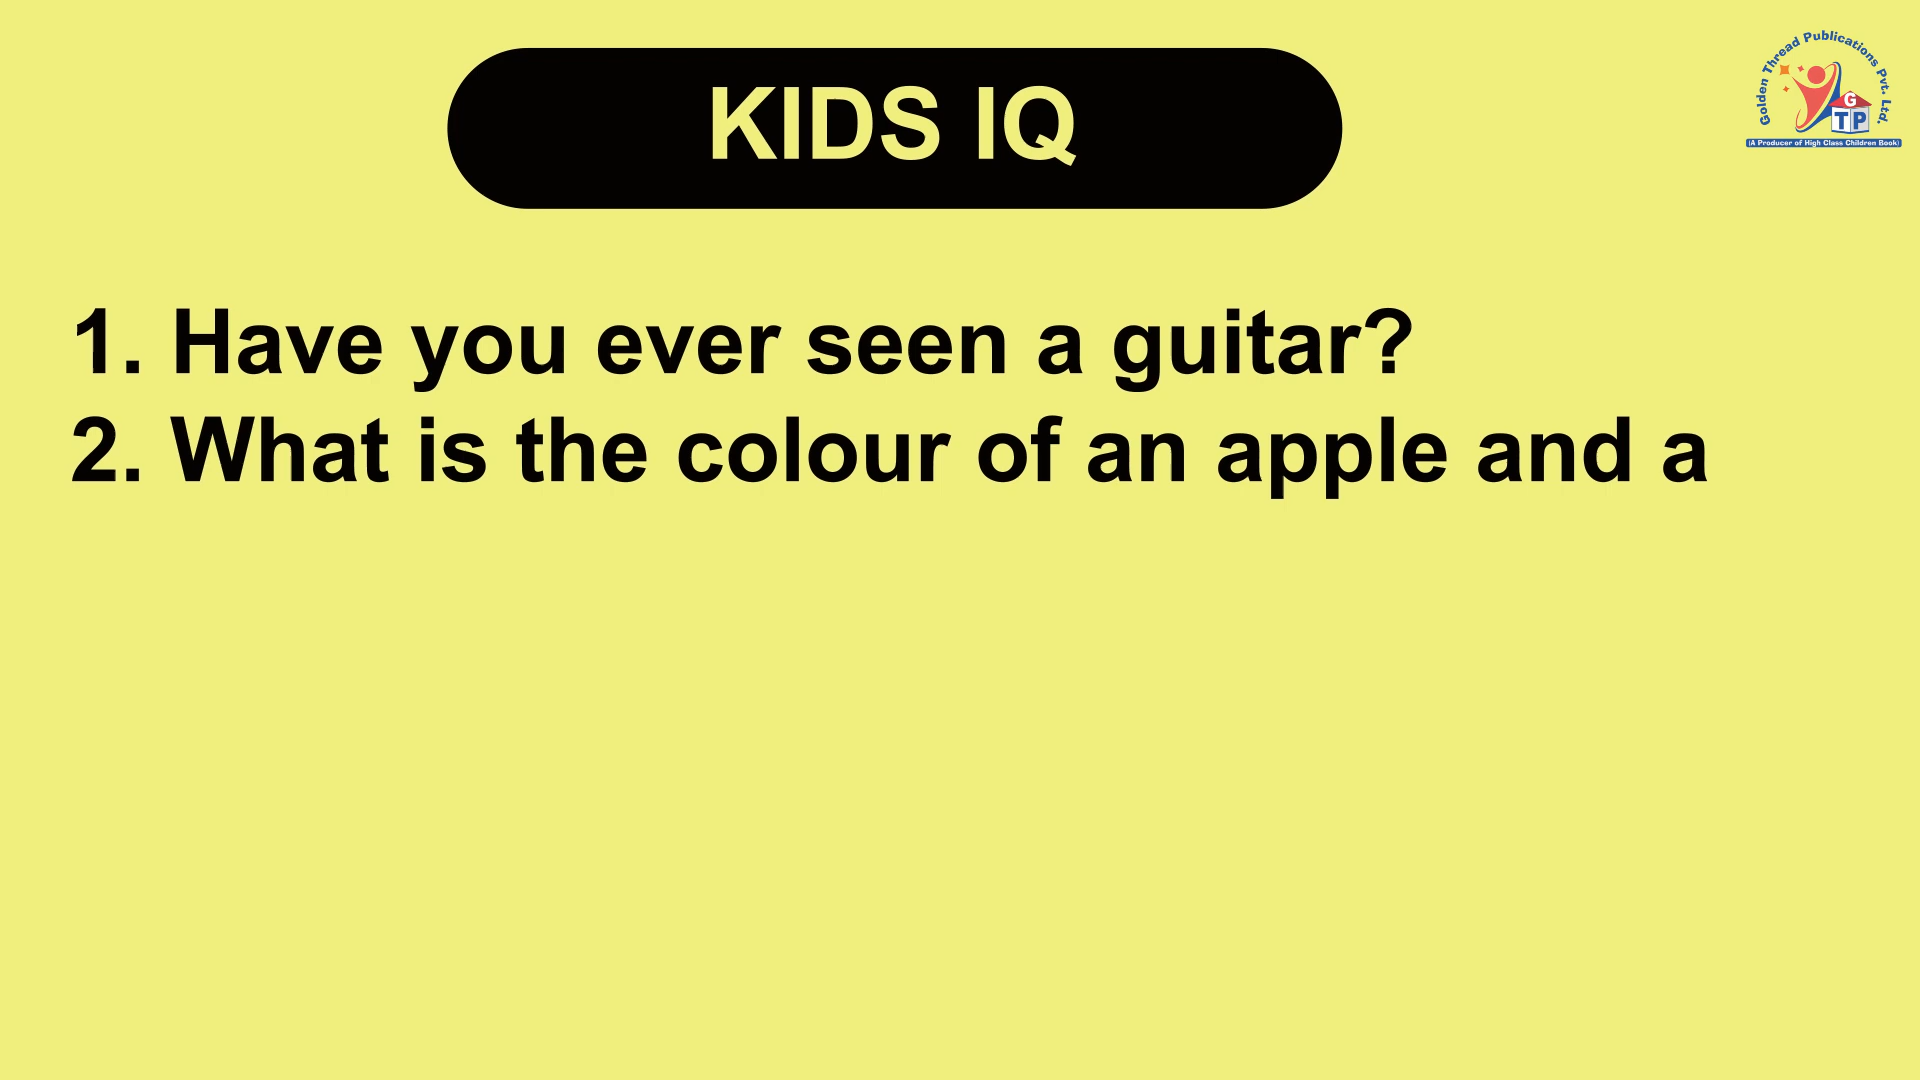 KIDS IQ
Golden Thread Publications Pvt. Ltd.
G
TP
(A Producer of High Class Children Book)
1. Have you ever seen a guitar?
2. What is the colour of an apple and a